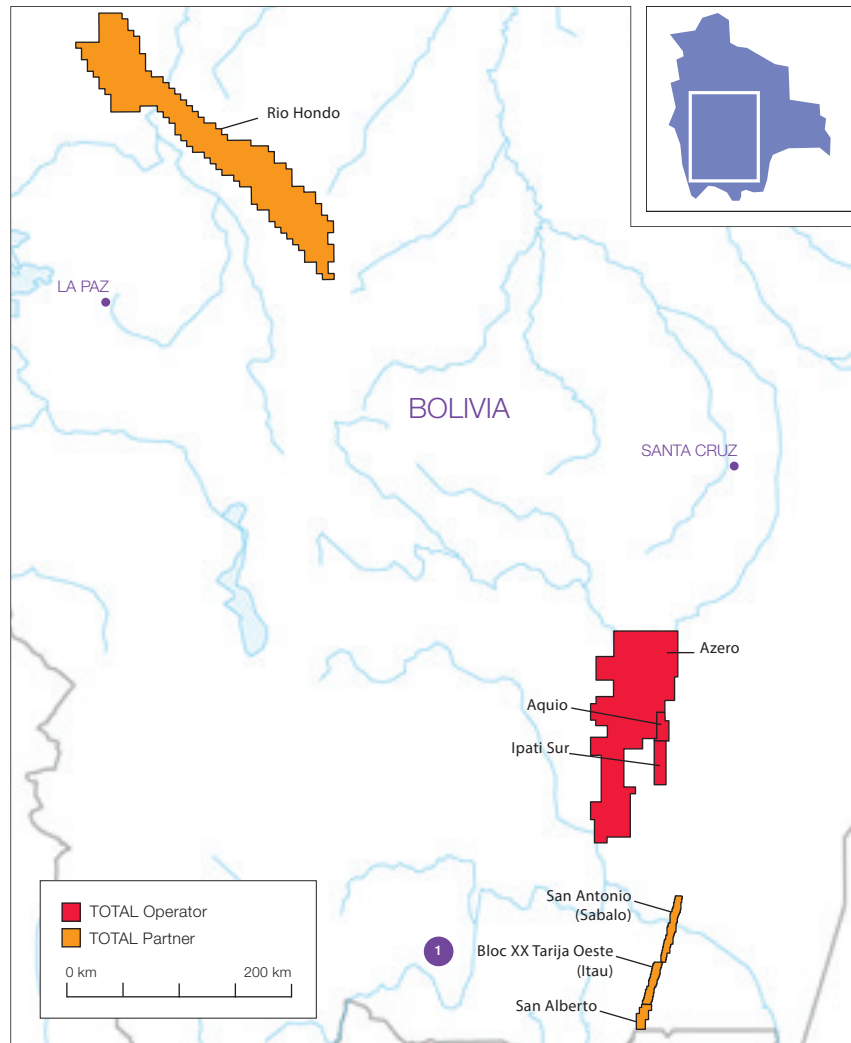 Rio Hondo
LA PAZ
BOLIVIA
SANTA CRUZ
Azero
Aquio
Ipati Sur
San Antonio
(Sabalo)
Bloc XX Tarija Oeste
(Itau)
San Alberto
TOTAL Operator
TOTAL Partner
0 km 200 km
1